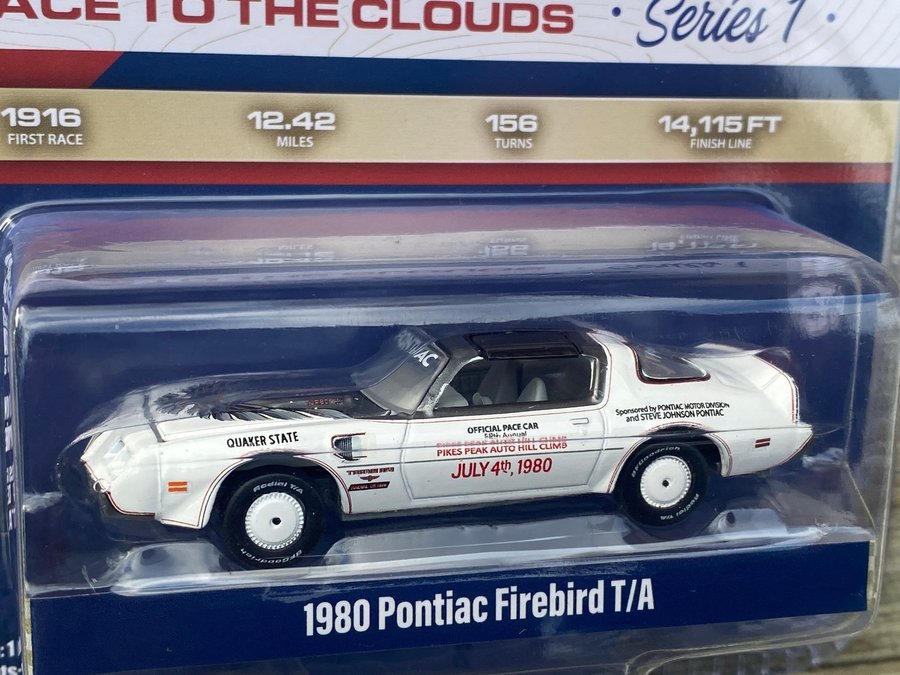 ACE TO THE CLOUDS
Series 1
1916
FIRST RACE
12.42
MILES
156
TURNS
14,115 FT
FINISH LINE
PONTIAC
QUAKER STATE
OFFICIAL PACE CAR
Annual
PIKES PEAK AUTO HILL CLIMB
JULY 4th, 1980
Sponsored by PONTIAC MOTOR DIVISION
and STEVE JOHNSON PONTIAC
Radial T/A
BFGoodrich
BFGoodrich
Radial T/A
1980 Pontiac Firebird T/A